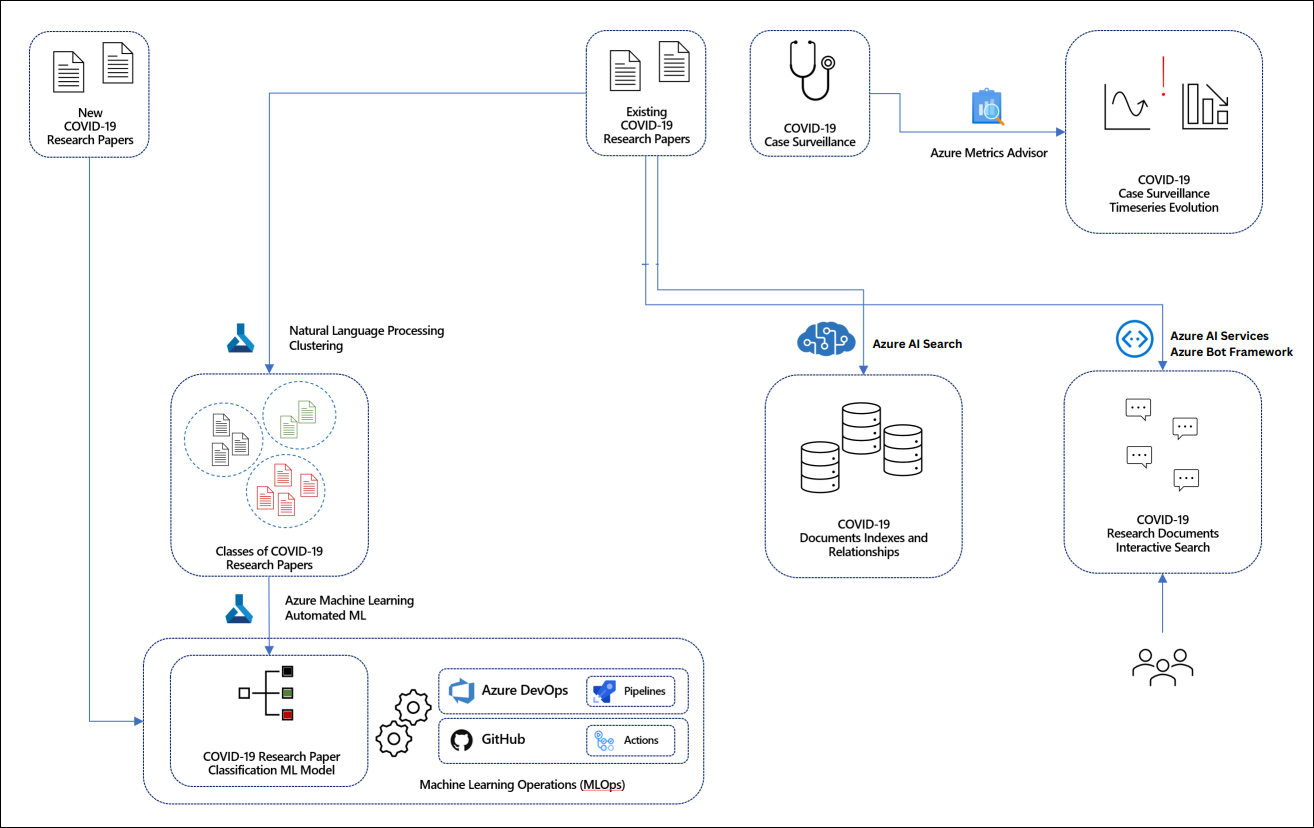 New
COVID-19
Research Papers
Existing
COVID-19
Research Papers
COVID-19
Case Surveillance
Azure Metrics Advisor
COVID-19
Case Surveillance
Timeseries Evolution
Natural Language Processing
Clustering
Azure AI Search
Azure AI Services
Azure Bot Framework
Classes of COVID-19
Research Papers
COVID-19
Documents Indexes and
Relationships
COVID-19
Research Documents
Interactive Search
Azure Machine Learning
Automated ML
COVID-19 Research Paper
Classification ML Model
Azure DevOps
Pipelines
GitHub
Actions
Machine Learning Operations (MLOps)